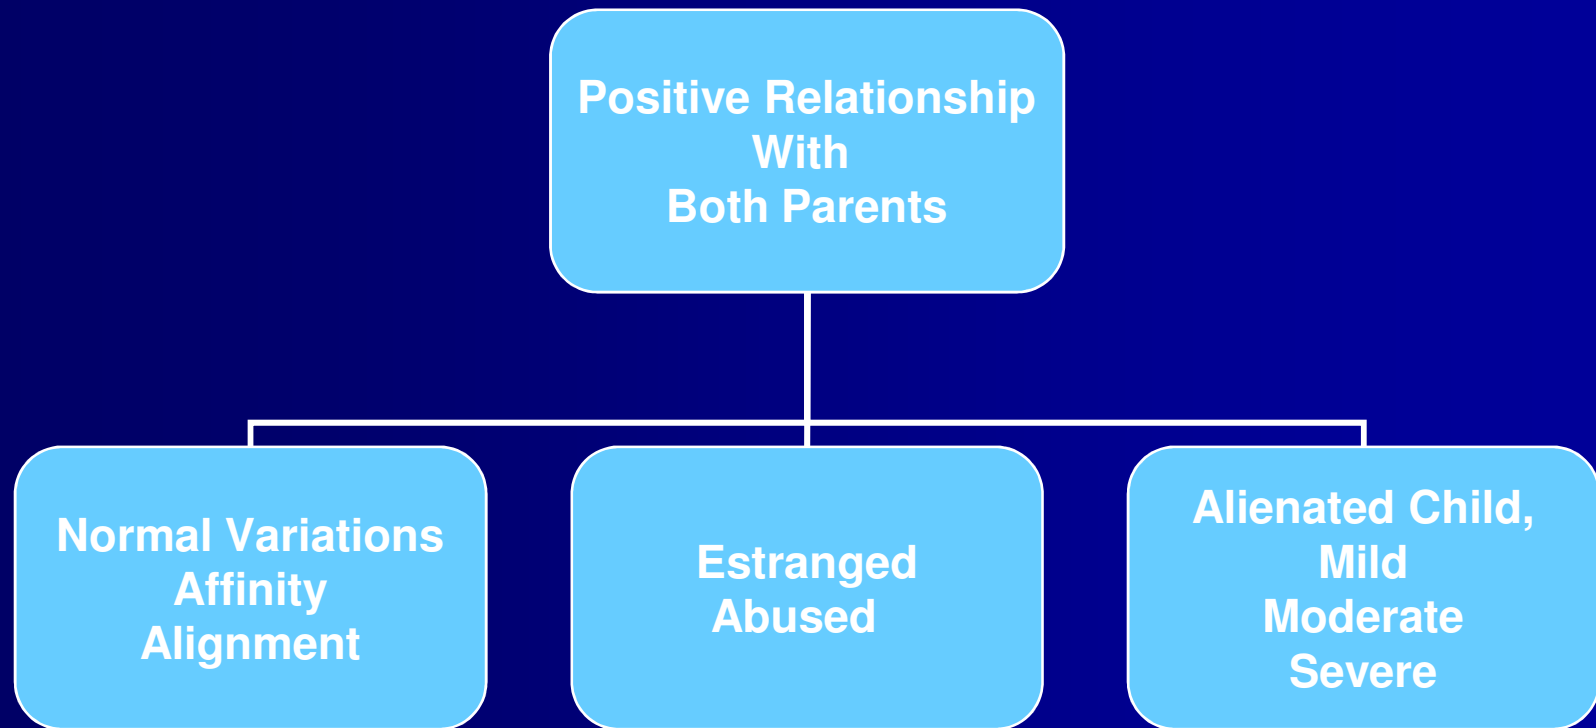 Positive Relationship
With
Both Parents
Normal Variations
Affinity
Alignment
Estranged
Abused
Alienated Child,
Mild
Moderate
Severe